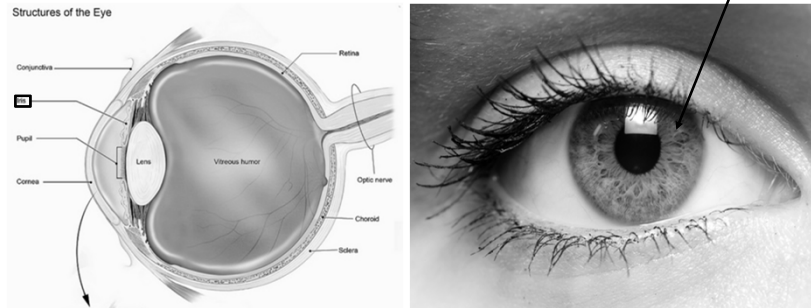 Structures of the Eye
Conjunctiva
Retina
Iris
Pupil
Lens
Vitreous humor
Cornea
Optic nerve
Choroid
Sclera